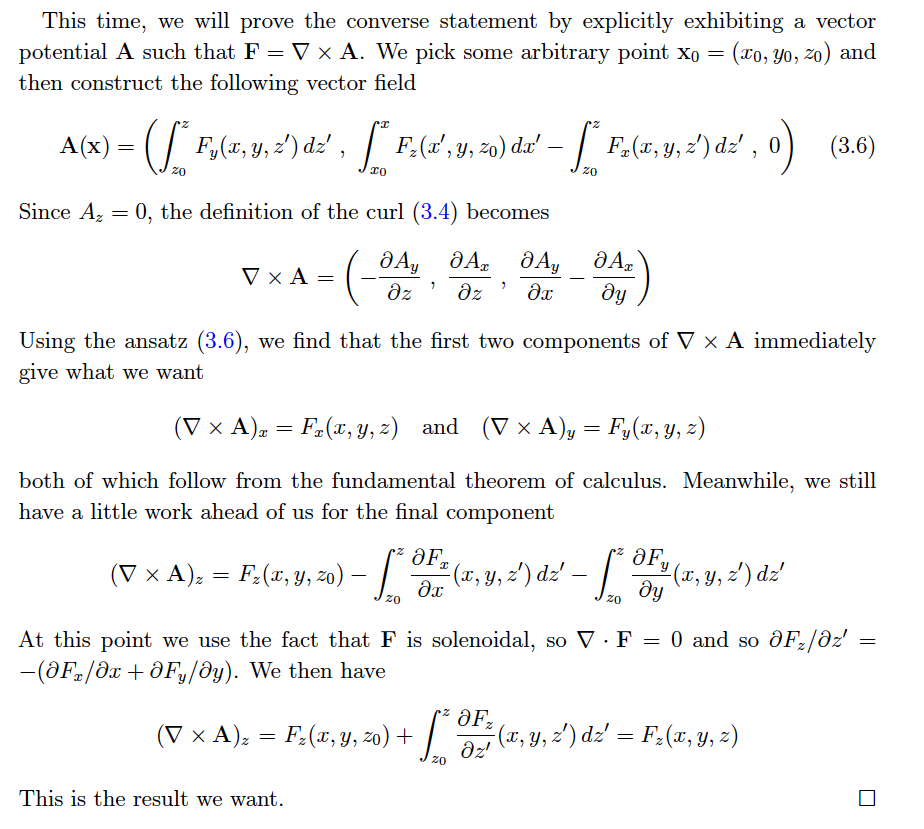 This time, we will prove the converse statement by explicitly exhibiting a vector
potential A such that F = ∇ × A. We pick some arbitrary point x₀ = (x₀, y₀, z₀) and
then construct the following vector field
A(x) = ( ∫_{z₀}^{z} F_y(x, y, z′) dz′ , ∫_{x₀}^{x} F_z(x′, y, z₀) dx′ − ∫_{z₀}^{z} F_x(x, y, z′) dz′ , 0 ) (3.6)
Since A_z = 0, the definition of the curl (3.4) becomes
∇ × A = ( −∂A_y/∂z , ∂A_x/∂z , ∂A_y/∂x − ∂A_x/∂y )
Using the ansatz (3.6), we find that the first two components of ∇ × A immediately
give what we want
(∇ × A)_x = F_x(x, y, z) and (∇ × A)_y = F_y(x, y, z)
both of which follow from the fundamental theorem of calculus. Meanwhile, we still
have a little work ahead of us for the final component
(∇ × A)_z = F_z(x, y, z₀) − ∫_{z₀}^{z} ∂F_x/∂x (x, y, z′) dz′ − ∫_{z₀}^{z} ∂F_y/∂y (x, y, z′) dz′
At this point we use the fact that F is solenoidal, so ∇ · F = 0 and so ∂F_z/∂z′ =
−(∂F_x/∂x + ∂F_y/∂y). We then have
(∇ × A)_z = F_z(x, y, z₀) + ∫_{z₀}^{z} ∂F_z/∂z′ (x, y, z′) dz′ = F_z(x, y, z)
This is the result we want. □